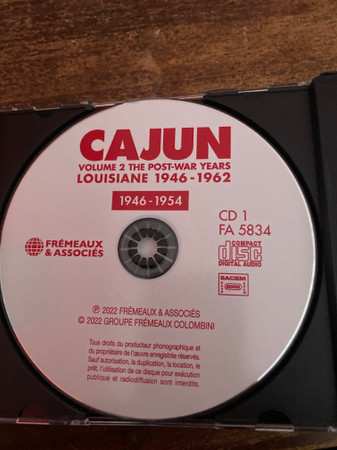 CAJUN
VOLUME 2 THE POST-WAR YEARS
LOUISIANE 1946-1962
1946-1954
CD 1
FA 5834
FRÉMEAUX
& ASSOCIÉS
COMPACT
disc
DIGITAL AUDIO
SACEM
℗ 2022 FRÉMEAUX & ASSOCIÉS
© 2022 GROUPE FRÉMEAUX COLOMBINI
Tous droits du producteur phonographique et
du propriétaire de l'œuvre enregistrée réservés.
Sauf autorisation, la duplication, la location, le
prêt, l'utilisation de ce disque pour exécution
publique et radiodiffusion sont interdits.